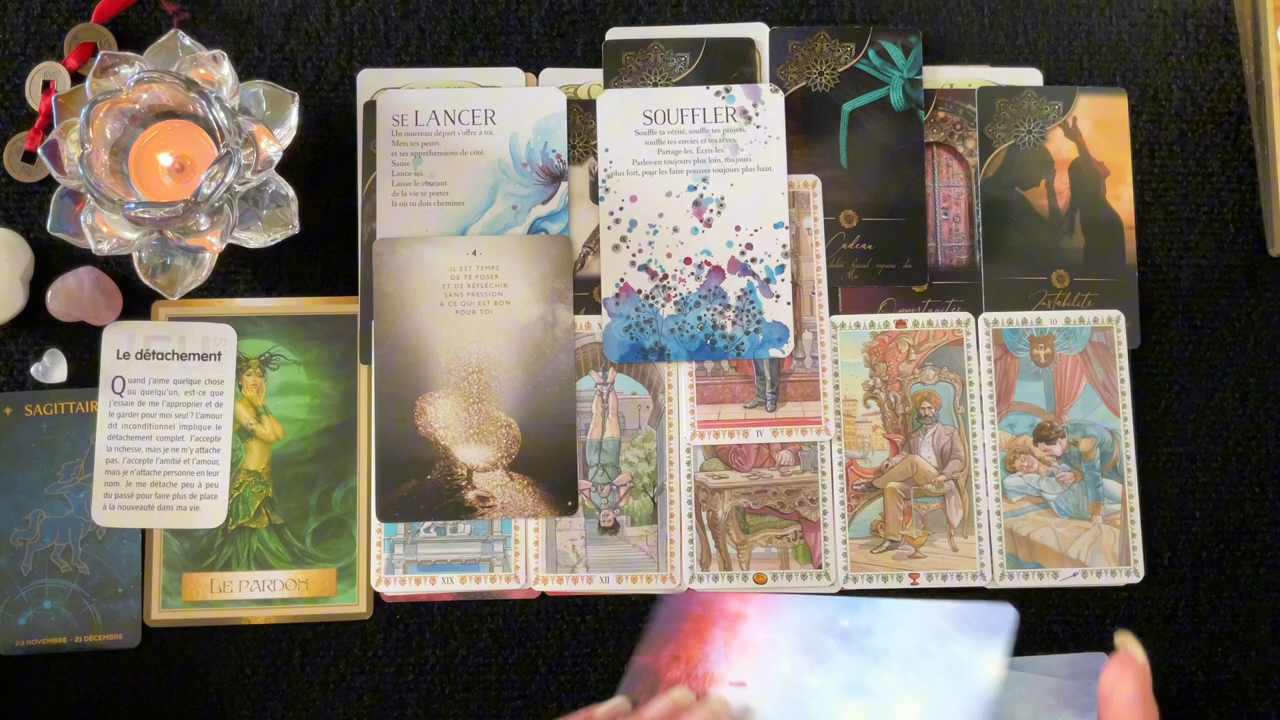 SE LANCER
Un nouveau départ s'offre à toi.
Mets tes peurs
et tes appréhensions de côté.
Saute.
Lance-toi.
Laisse le courant
de la vie te porter
là où tu dois cheminer
SOUFFLER
Souffle ta vérité, souffle tes projets,
souffle tes envies et tes rêves.
Partage-les. Écris-les.
Parles-en toujours plus loin, toujours
plus fort, pour les faire pousser toujours plus haut.
Cadeau
Opportunités
Instabilité
· 4 ·
IL EST TEMPS
DE TE POSER
ET DE RÉFLÉCHIR
SANS PRESSION,
À CE QUI EST BON
POUR TOI
Le détachement
Quand j'aime quelque chose
ou quelqu'un, est-ce que
j'essaie de me l'approprier et de
le garder pour moi seul ? L'amour
dit inconditionnel implique le
détachement complet. J'accepte
la richesse, mais je ne m'y attache
pas. J'accepte l'amitié et l'amour,
mais je n'attache personne en leur
nom. Je me détache peu à peu
du passé pour faire plus de place
à la nouveauté dans ma vie.
SAGITTAIR
23 NOVEMBRE - 21 DÉCEMBRE
LE PARDON
IV
10
XIX
XII